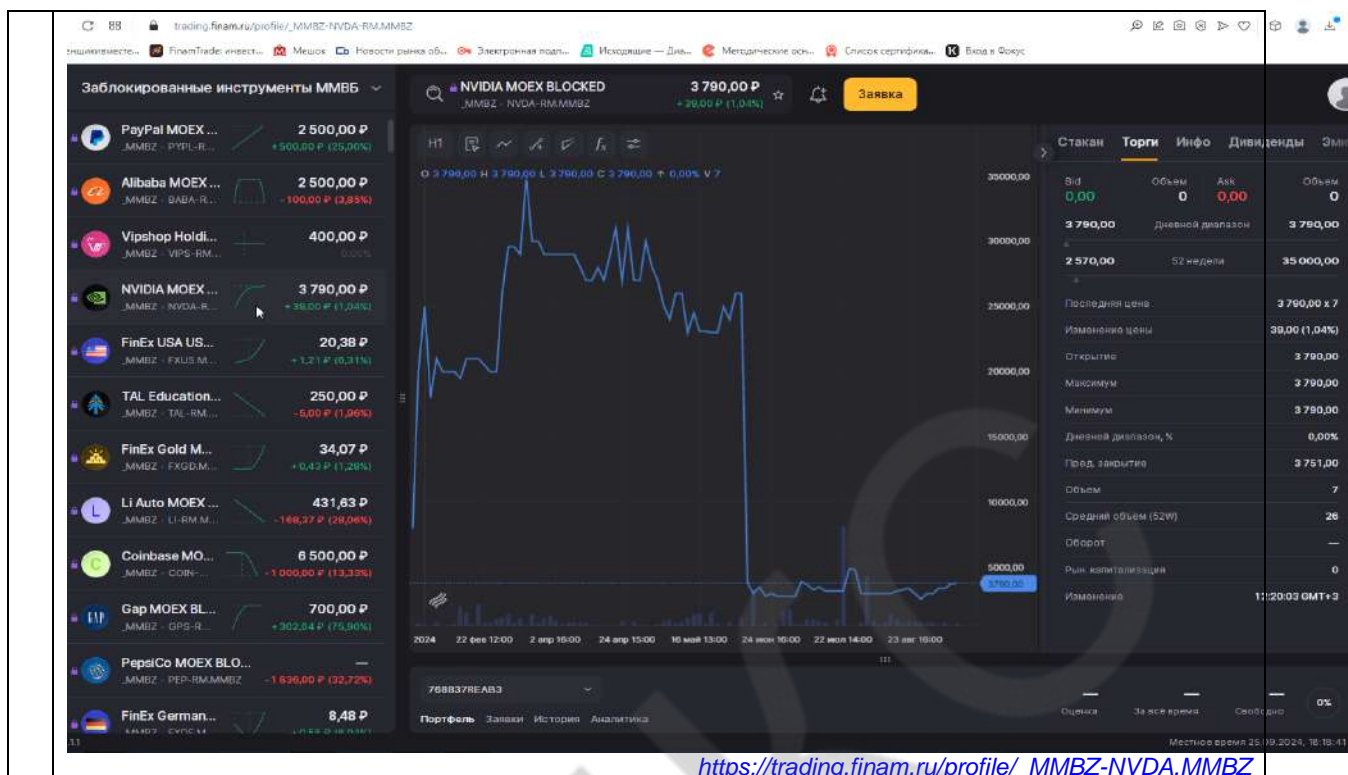 trading.finam.ru/profile/_MMBZ-NVDA-RM.MMBZ
FinamTrade: инвест... Мешок Новости рынка об... Электронная подп... Исходящие — Диа... Методические осн... Список сертифика... Вход в Фокус
Заблокированные инструменты ММВБ
PayPal MOEX ... 2 500,00 ₽
_MMBZ · PYPL-R... +500,00 ₽ (25,00%)
Alibaba MOEX ... 2 500,00 ₽
_MMBZ · BABA-R... -100,00 ₽ (3,85%)
Vipshop Holdi... 400,00 ₽
_MMBZ · VIPS-RM... 0,00%
NVIDIA MOEX ... 3 790,00 ₽
_MMBZ · NVDA-R... +39,00 ₽ (1,04%)
FinEx USA US... 20,38 ₽
_MMBZ · FXUS.M... +1,21 ₽ (6,31%)
TAL Education... 250,00 ₽
_MMBZ · TAL-RM... -5,00 ₽ (1,96%)
FinEx Gold M... 34,07 ₽
_MMBZ · FXGD.M... +0,43 ₽ (1,28%)
L Li Auto MOEX ... 431,63 ₽
_MMBZ · LI-RM.M... -168,37 ₽ (28,06%)
C Coinbase MO... 6 500,00 ₽
_MMBZ · COIN-... -1 000,00 ₽ (13,33%)
GAP Gap MOEX BL... 700,00 ₽
_MMBZ · GPS-R... +302,04 ₽ (75,90%)
PepsiCo MOEX BLO... —
_MMBZ · PEP-RM.MMBZ -1 636,00 ₽ (32,72%)
FinEx German... 8,48 ₽
NVIDIA MOEX BLOCKED 3 790,00 ₽
_MMBZ · NVDA-RM.MMBZ +39,00 ₽ (1,04%)
Заявка
H1
O 3 790,00 H 3 790,00 L 3 790,00 C 3 790,00 0,00% V 7
35000,00
30000,00
25000,00
20000,00
15000,00
10000,00
5000,00
3790,00
2024 22 фев 12:00 2 апр 16:00 24 апр 15:00 16 май 13:00 24 июн 16:00 22 июл 14:00 23 авг 16:00
768837REAB3
Портфель Заявки История Аналитика
Стакан Торги Инфо Дивиденды Эми
Bid Объем Ask Объем
0,00 0 0,00 0
3 790,00 Дневной диапазон 3 790,00
2 570,00 52 недели 35 000,00
Последняя цена 3 790,00 x 7
Изменение цены 39,00 (1,04%)
Открытие 3 790,00
Максимум 3 790,00
Минимум 3 790,00
Дневной диапазон, % 0,00%
Пред. закрытие 3 751,00
Объем 7
Средний объем (52W) 26
Оборот —
Рын. капитализация 0
Изменение 12:20:03 GMT+3
— — — 0%
Оценка За всё время Свободно
Местное время 25.09.2024, 18:18:41
https://trading.finam.ru/profile/_MMBZ-NVDA.MMBZ